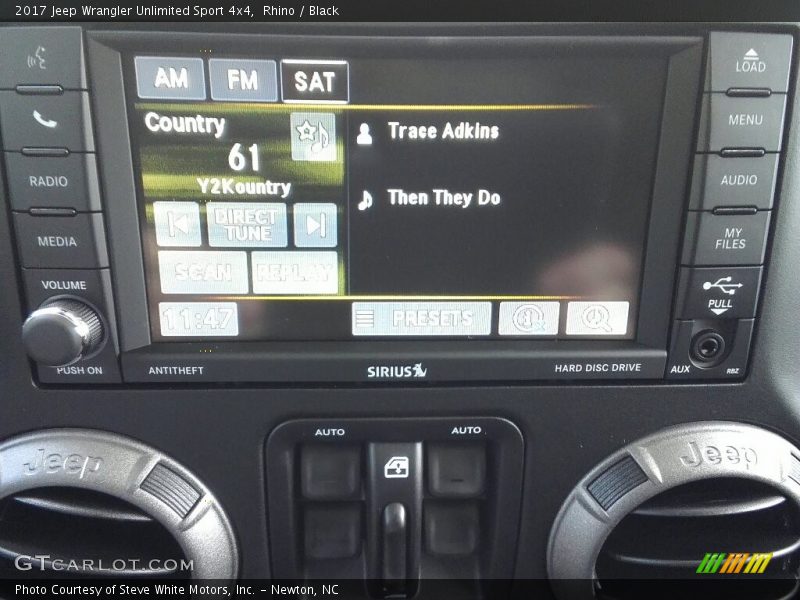 2017 Jeep Wrangler Unlimited Sport 4x4,  Rhino / Black
AM FM SAT
LOAD
MENU
RADIO
AUDIO
MEDIA
MY
FILES
Country
61
Y2Kountry
Trace Adkins
Then They Do
DIRECT
TUNE
SCAN REPLAY
11:47
PRESETS
VOLUME
PUSH ON
PULL
ANTITHEFT
SIRIUS
HARD DISC DRIVE
AUX
RBZ
AUTO AUTO
Jeep Jeep
GTCARLOT.COM
Photo Courtesy of Steve White Motors, Inc. – Newton, NC